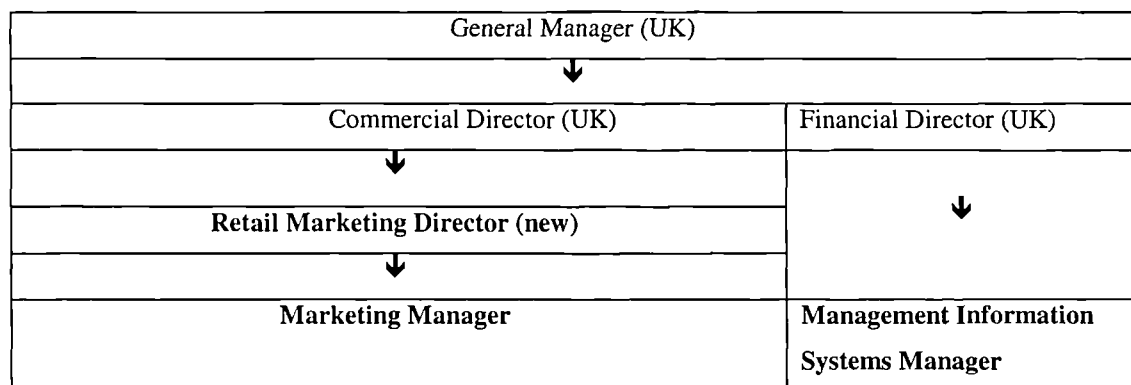 General Manager (UK)
Commercial Director (UK)
Financial Director (UK)
Retail Marketing Director (new)
Marketing Manager
Management Information
Systems Manager